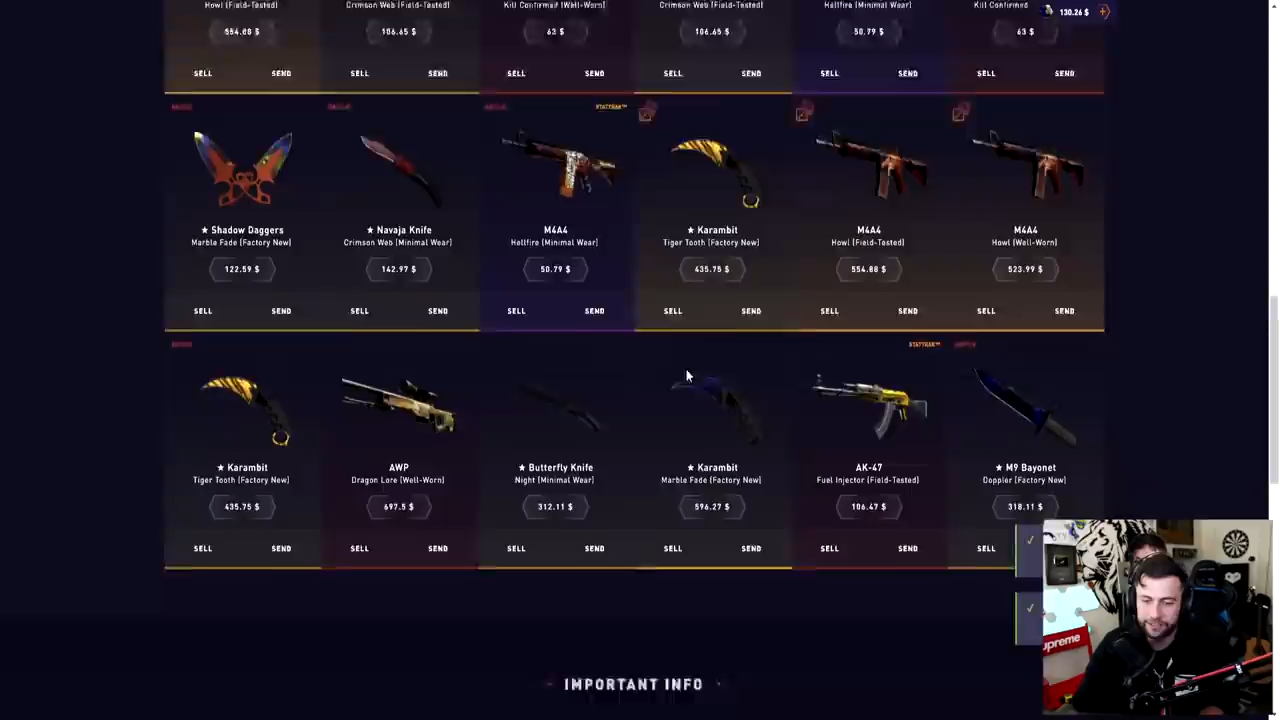 Howl (Field-Tested)
Crimson Web (Field-Tested)
Kill Confirmed (Well-Worn)
Crimson Web (Field-Tested)
Hellfire (Minimal Wear)
Kill Confirmed
130.26 $
554.88 $
106.65 $
62 $
106.65 $
50.79 $
63 $
SELL SEND SELL SEND SELL SEND SELL SEND SELL SEND SELL SEND
STATTRAK™
★ Shadow Daggers
Marble Fade (Factory New)
122.59 $
★ Navaja Knife
Crimson Web (Minimal Wear)
142.97 $
M4A4
Hellfire (Minimal Wear)
50.79 $
★ Karambit
Tiger Tooth (Factory New)
435.75 $
M4A4
Howl (Field-Tested)
554.88 $
M4A4
Howl (Well-Worn)
523.99 $
SELL SEND SELL SEND SELL SEND SELL SEND SELL SEND SELL SEND
STATTRAK™
★ Karambit
Tiger Tooth (Factory New)
435.75 $
AWP
Dragon Lore (Well-Worn)
697.5 $
★ Butterfly Knife
Night (Minimal Wear)
312.11 $
★ Karambit
Marble Fade (Factory New)
596.27 $
AK-47
Fuel Injector (Field-Tested)
106.47 $
★ M9 Bayonet
Doppler (Factory New)
318.11 $
SELL SEND SELL SEND SELL SEND SELL SEND SELL SEND SELL
upreme
IMPORTANT INFO